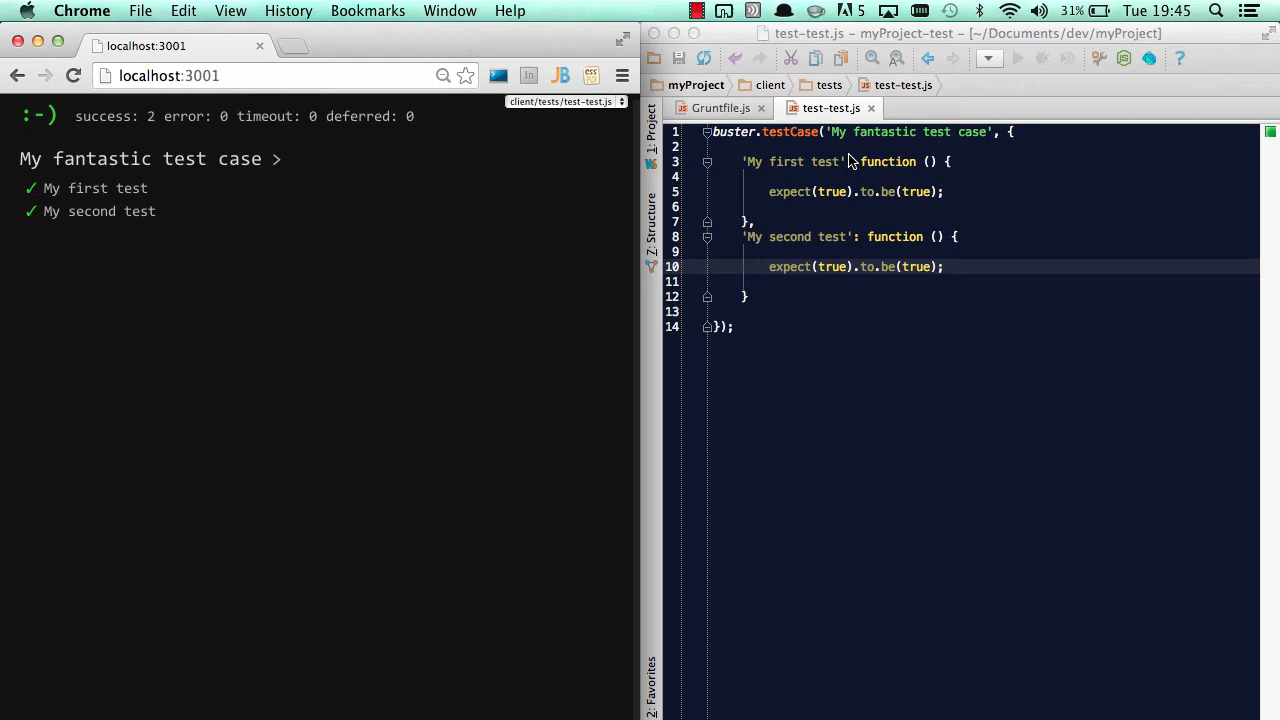 Chrome File Edit View History Bookmarks Window Help 5 31% Tue 19:45
localhost:3001
localhost:3001
client/tests/test-test.js
:-) success: 2 error: 0 timeout: 0 deferred: 0
My fantastic test case >
✓ My first test
✓ My second test
test-test.js – myProject-test – [~/Documents/dev/myProject]
myProject client tests test-test.js
Gruntfile.js test-test.js
1: Project
7: Structure
2: Favorites
1 buster.testCase('My fantastic test case', {
2
3 'My first test' function () {
4
5 expect(true).to.be(true);
6
7 },
8 'My second test': function () {
9
10 expect(true).to.be(true);
11
12 }
13
14 });